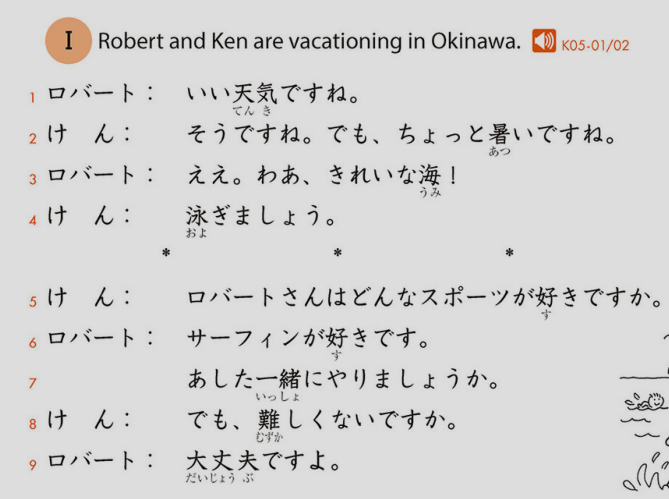 I Robert and Ken are vacationing in Okinawa. K05-01/02
1 ロバート： いい天気ですね。
てんき
2 けん： そうですね。でも、ちょっと暑いですね。
あつ
3 ロバート： ええ。わあ、きれいな海！
うみ
4 けん： 泳ぎましょう。
およ
* * *
5 けん： ロバートさんはどんなスポーツが好きですか。
す
6 ロバート： サーフィンが好きです。
す
7 あした一緒にやりましょうか。
いっしょ
8 けん： でも、難しくないですか。
むずか
9 ロバート： 大丈夫ですよ。
だいじょうぶ